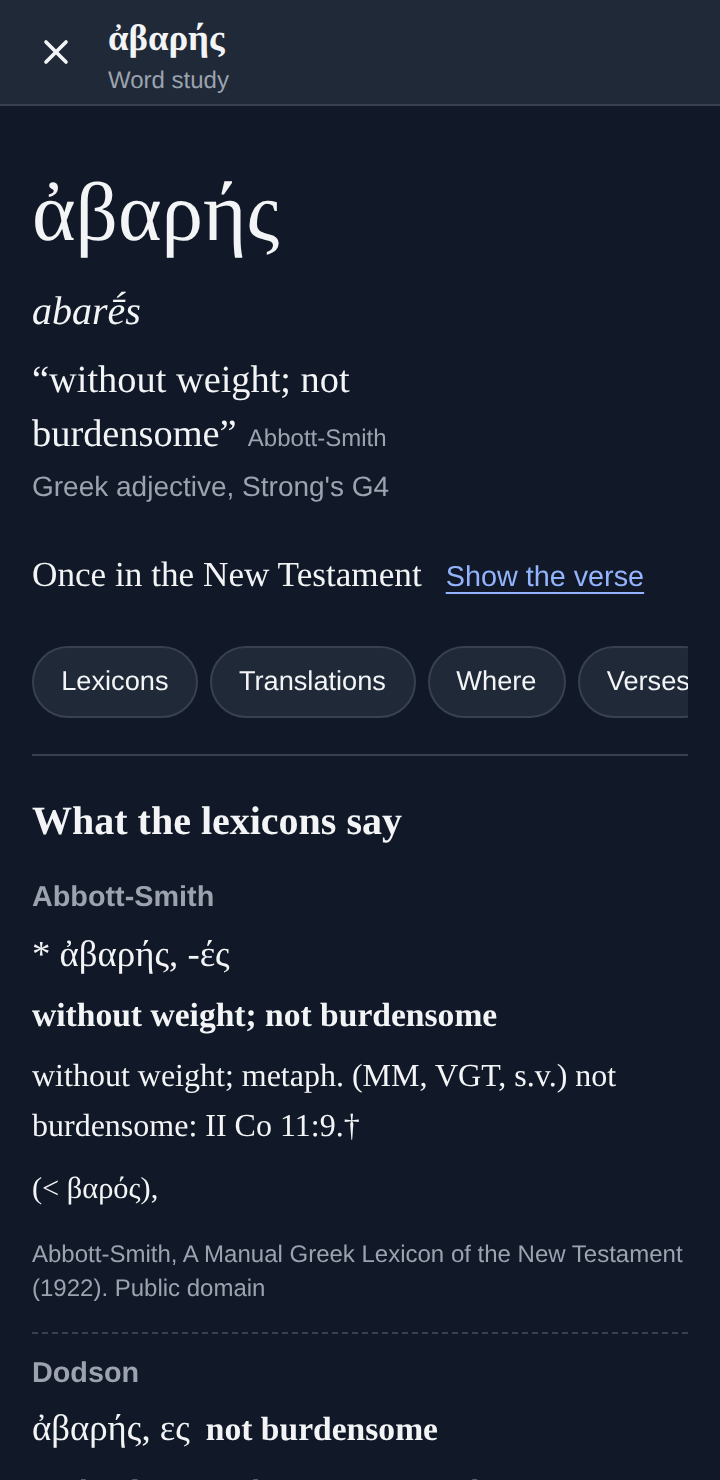 ἀβαρής
Word study
ἀβαρής
abarḗs
“without weight; not
burdensome” Abbott-Smith
Greek adjective, Strong's G4
Once in the New Testament Show the verse
Lexicons Translations Where Verses
What the lexicons say
Abbott-Smith
* ἀβαρής, -ές
without weight; not burdensome
without weight; metaph. (MM, VGT, s.v.) not
burdensome: II Co 11:9.†
(< βαρός),
Abbott-Smith, A Manual Greek Lexicon of the New Testament
(1922). Public domain
Dodson
ἀβαρής, ες not burdensome